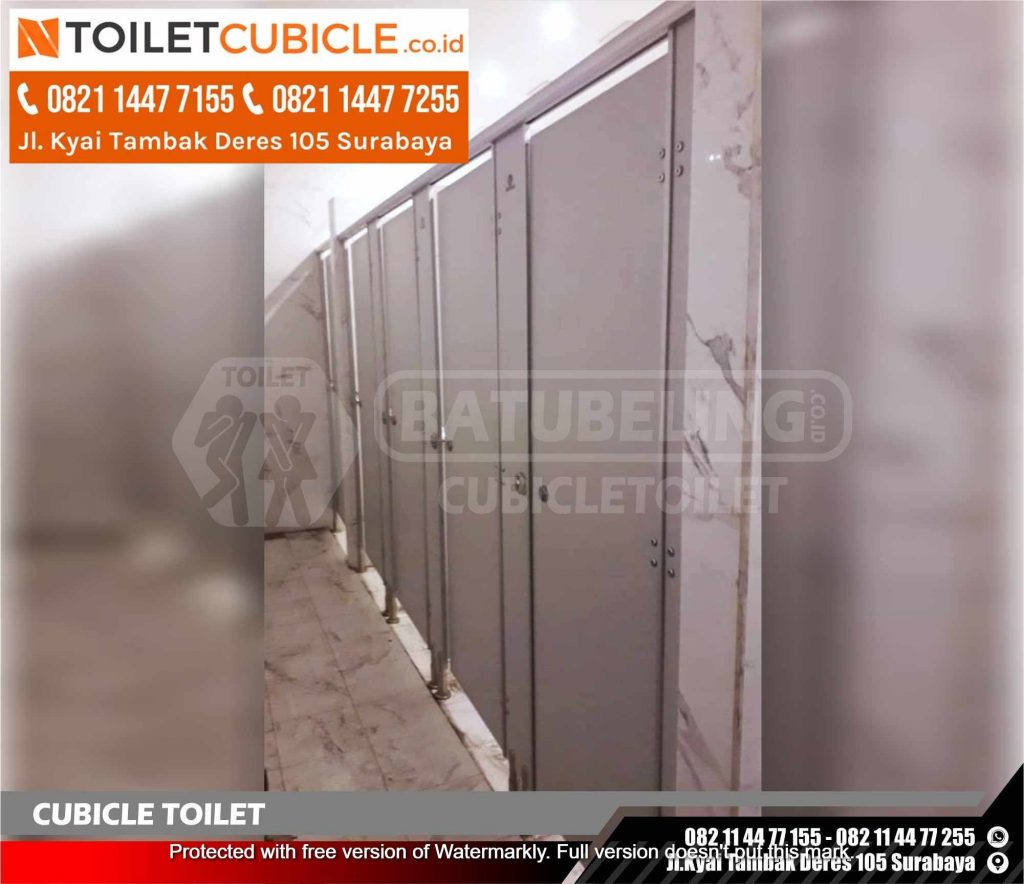 TOILETCUBICLE.co.id
0821 1447 7155 0821 1447 7255
Jl. Kyai Tambak Deres 105 Surabaya
TOILET
BATUBELING.co.id
CUBICLETOILET
CUBICLE TOILET
082 11 44 77 155 - 082 11 44 77 255
Protected with free version of Watermarkly. Full version doesn't put this mark.
Jl.Kyai Tambak Deres 105 Surabaya